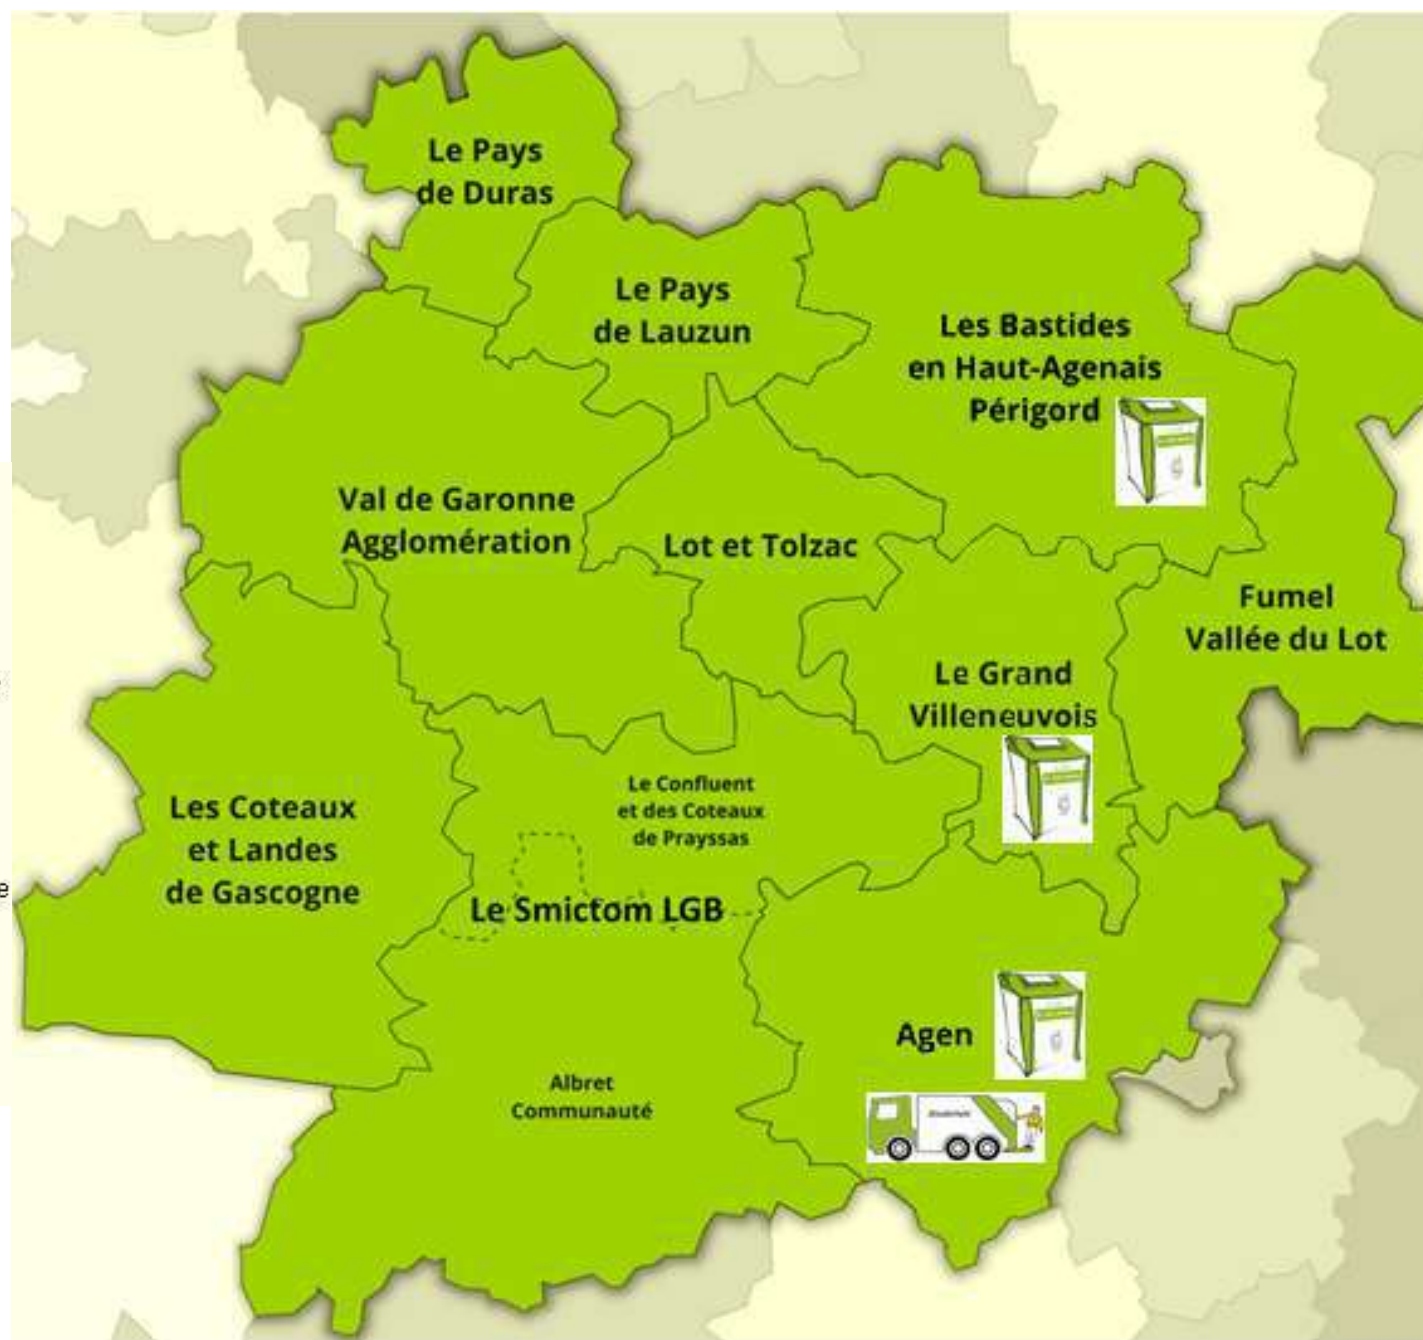 Le Pays
de Duras
Le Pays
de Lauzun
Les Bastides
en Haut-Agenais
Périgord
Val de Garonne
Agglomération
Lot et Tolzac
Fumel
Vallée du Lot
Le Grand
Villeneuvois
Le Confluent
et des Coteaux
de Prayssas
Les Coteaux
et Landes
de Gascogne
Le Smictom LGB
Agen
Albret
Communauté